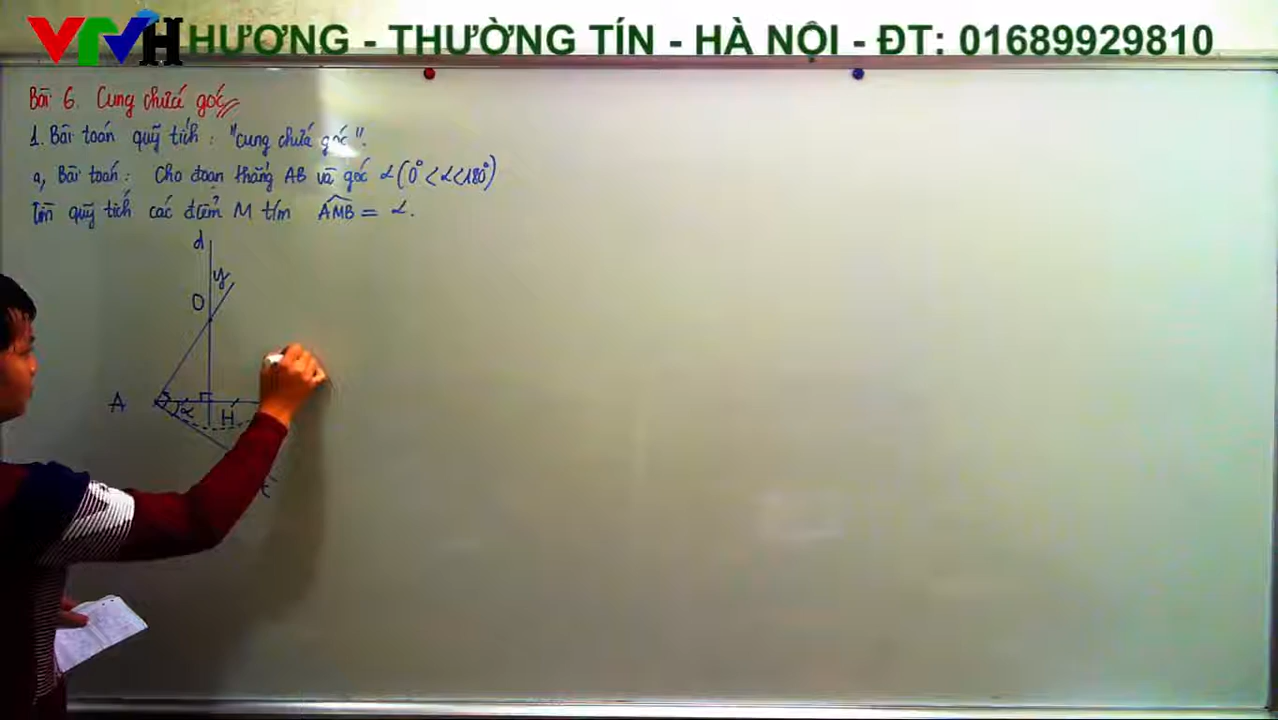 VTVH HƯƠNG - THƯỜNG TÍN - HÀ NỘI - ĐT: 01689929810
Bài 6. Cung chứa góc
1. Bài toán quỹ tích : "cung chứa góc".
a, Bài toán : Cho đoạn thẳng AB và góc α (0° < α < 180°)
Tìm quỹ tích các điểm M t/m AMB = α.
d
y
O
A
α
H